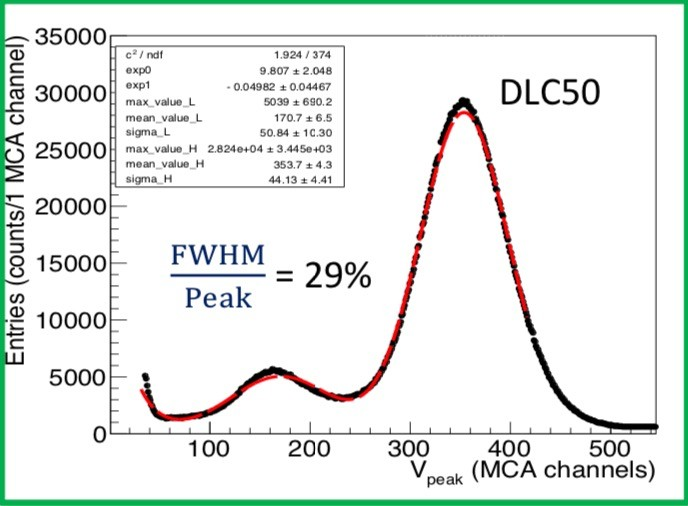 35000
30000
25000
20000
15000
10000
5000
0
Entries (counts/1 MCA channel)
c² / ndf 1.924 / 374
exp0 9.807 ± 2.048
exp1 - 0.04982 ± 0.04467
max_value_L 5039 ± 690.2
mean_value_L 170.7 ± 6.5
sigma_L 50.84 ± 10.30
max_value_H 2.824e+04 ± 3.445e+03
mean_value_H 353.7 ± 4.3
sigma_H 44.13 ± 4.41
DLC50
FWHM
Peak
= 29%
100 200 300 400 500
Vpeak (MCA channels)